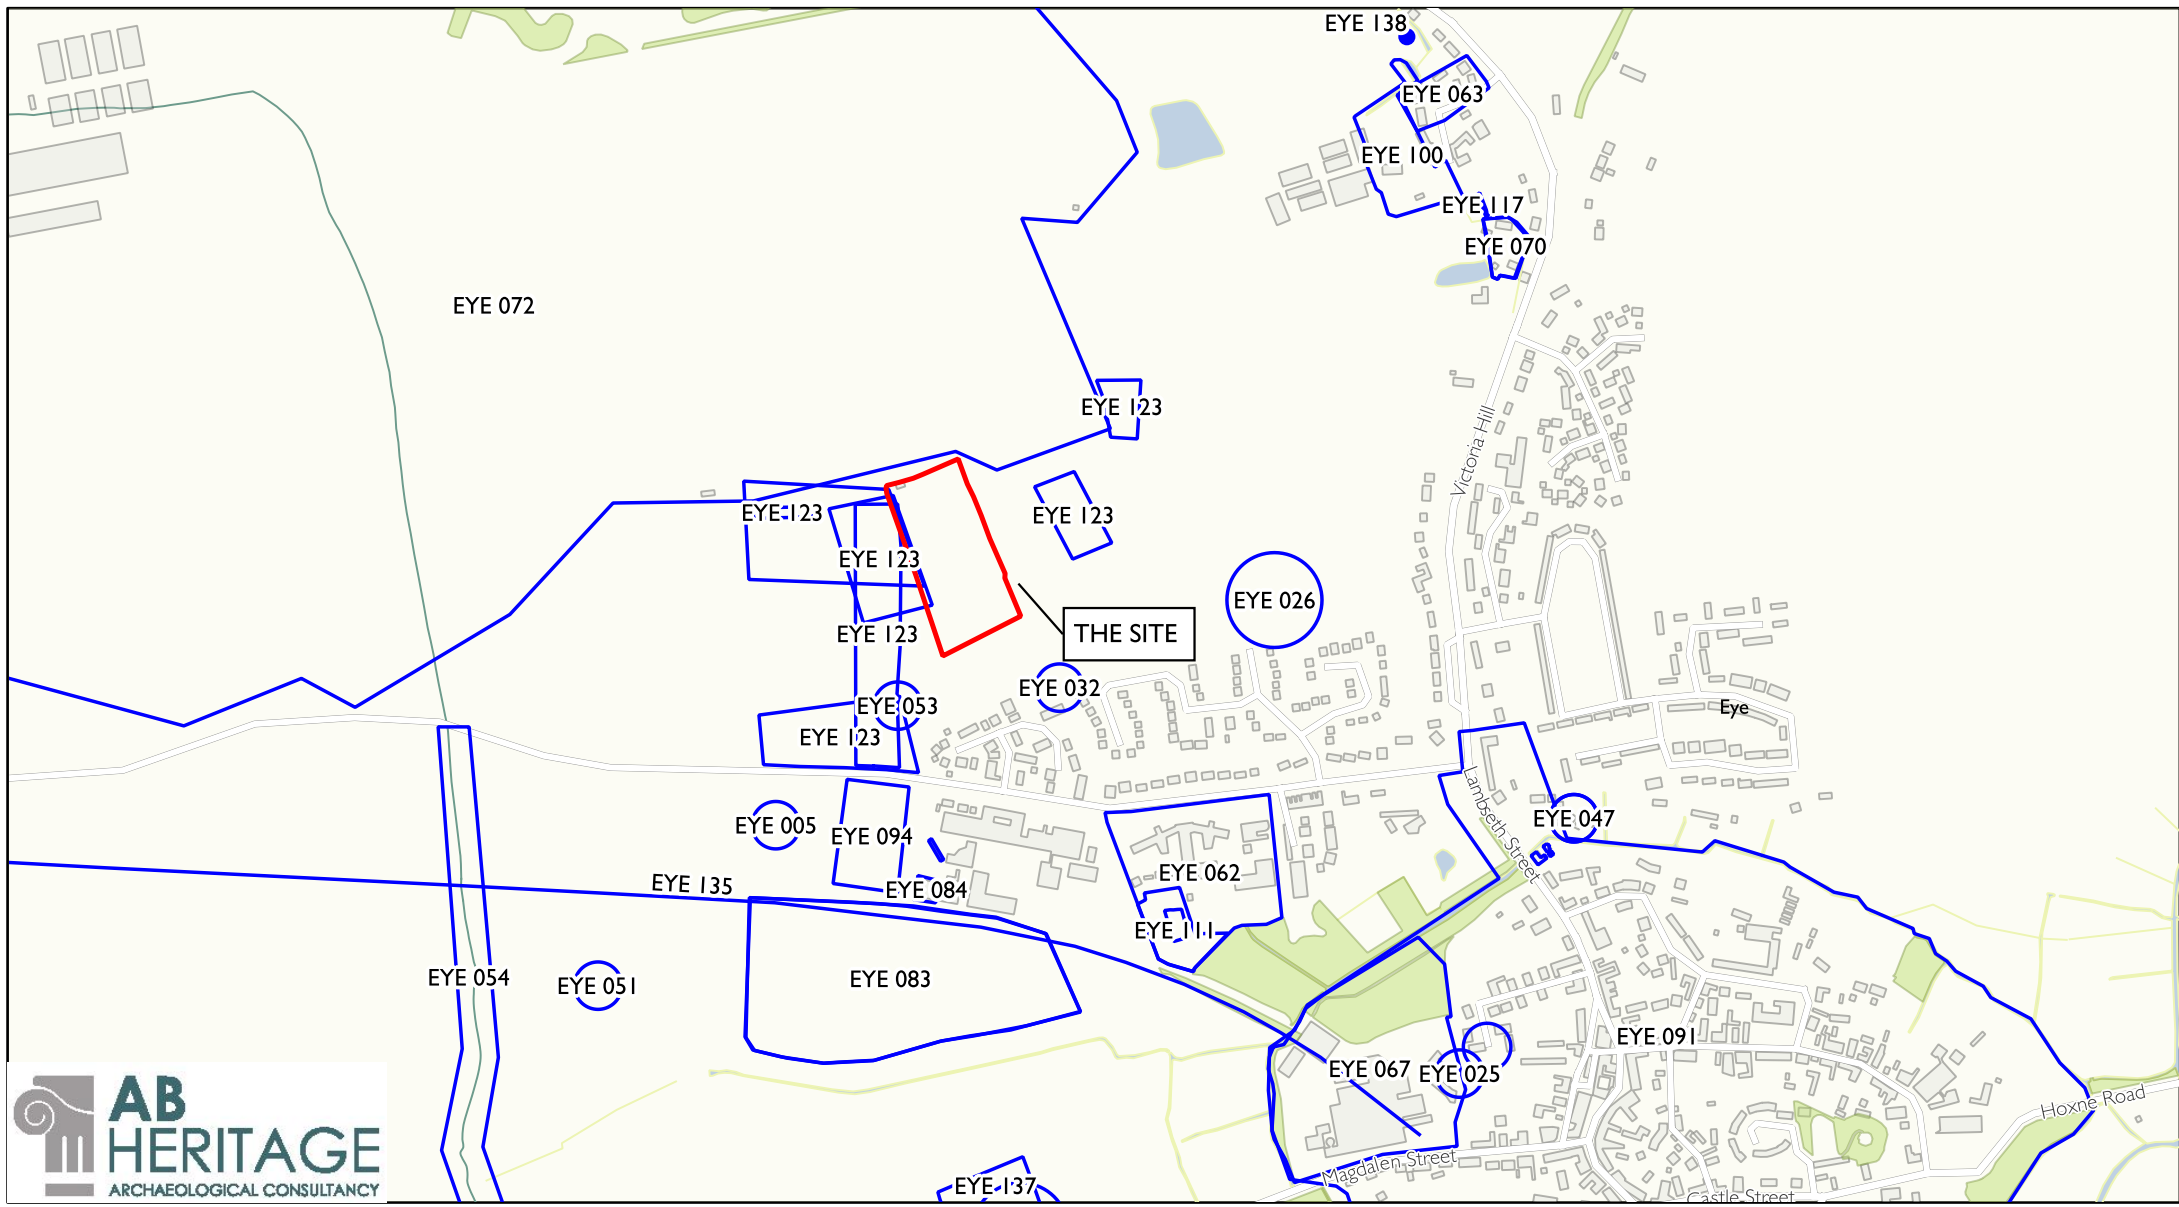 EYE 138
EYE 063
EYE 100
EYE 117
EYE 070
EYE 072
EYE 123
Victoria Hill
EYE 123
EYE 123
EYE 123
EYE 026
EYE 123
THE SITE
EYE 032
EYE 053
Eye
EYE 123
EYE 047
EYE 005
EYE 094
Lambseth Street
EYE 062
EYE 135
EYE 084
EYE 111
EYE 054
EYE 051
EYE 083
EYE 091
EYE 067
EYE 025
Hoxne Road
AB
HERITAGE
ARCHAEOLOGICAL CONSULTANCY
Magdalen Street
EYE 137
Castle Street